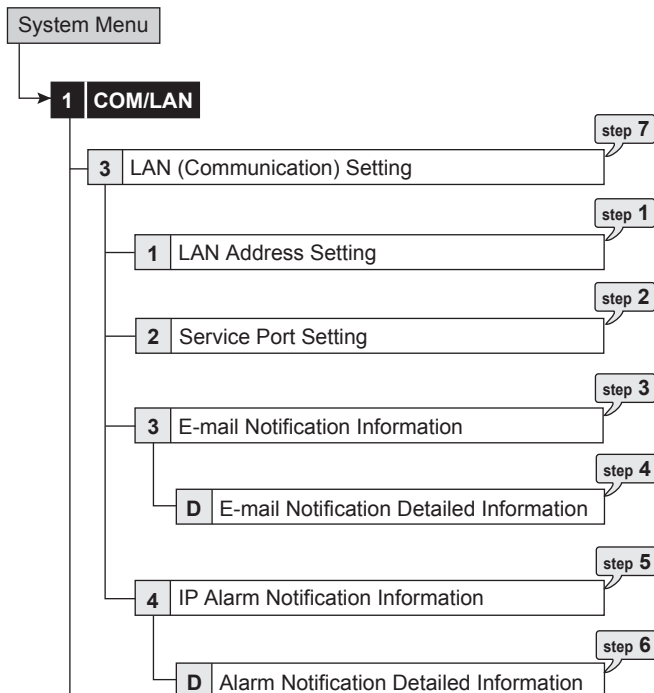 System Menu
1 COM/LAN
step 7
3 LAN (Communication) Setting
step 1
1 LAN Address Setting
step 2
2 Service Port Setting
step 3
3 E-mail Notification Information
step 4
D E-mail Notification Detailed Information
step 5
4 IP Alarm Notification Information
step 6
D Alarm Notification Detailed Information